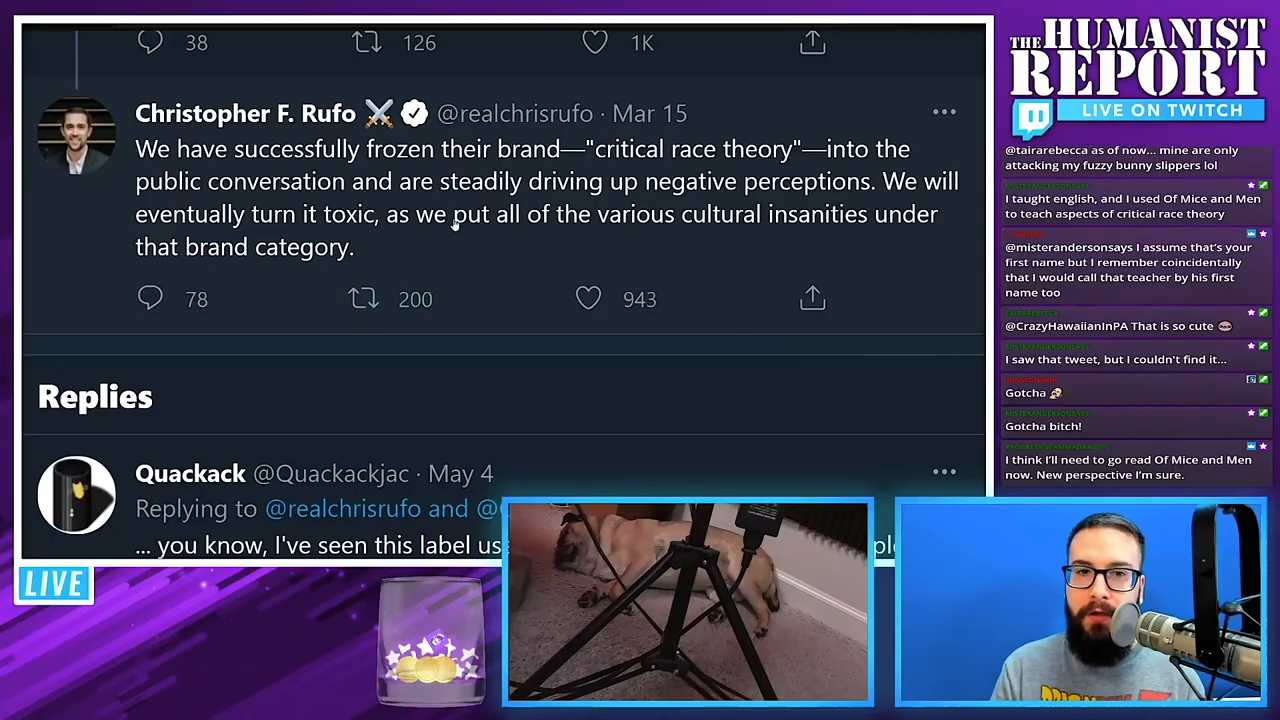 38 126 1K
Christopher F. Rufo @realchrisrufo · Mar 15
We have successfully frozen their brand—"critical race theory"—into the
public conversation and are steadily driving up negative perceptions. We will
eventually turn it toxic, as we put all of the various cultural insanities under
that brand category.
78 200 943
Replies
Quackack @Quackackjac · May 4
Replying to @realchrisrufo and @
... you know, I've seen this label us
LIVE
THE HUMANIST
REPORT
LIVE ON TWITCH
@tairarebecca as of now... mine are only
attacking my fuzzy bunny slippers lol
MISTERANDERSONSAYS
I taught english, and I used Of Mice and Men
to teach aspects of critical race theory
@misterandersonsays I assume that's your
first name but I remember coincidentally
that I would call that teacher by his first
name too
TAIRAREBECCA
@CrazyHawaiianInPA That is so cute
MISTERANDERSONSAYS
I saw that tweet, but I couldn't find it...
Gotcha
MISTERANDERSONSAYS
Gotcha bitch!
I think I'll need to go read Of Mice and Men
now. New perspective I'm sure.